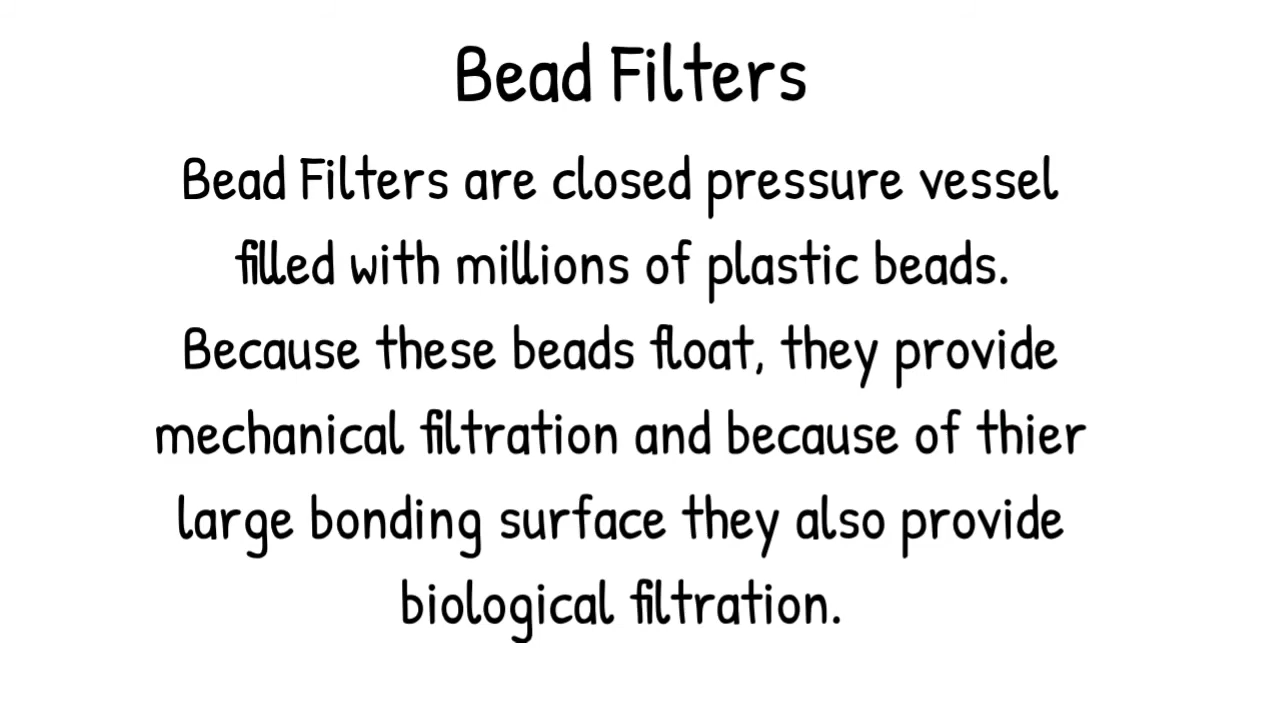 Bead Filters
Bead Filters are closed pressure vessel
filled with millions of plastic beads.
Because these beads float, they provide
mechanical filtration and because of thier
large bonding surface they also provide
biological filtration.